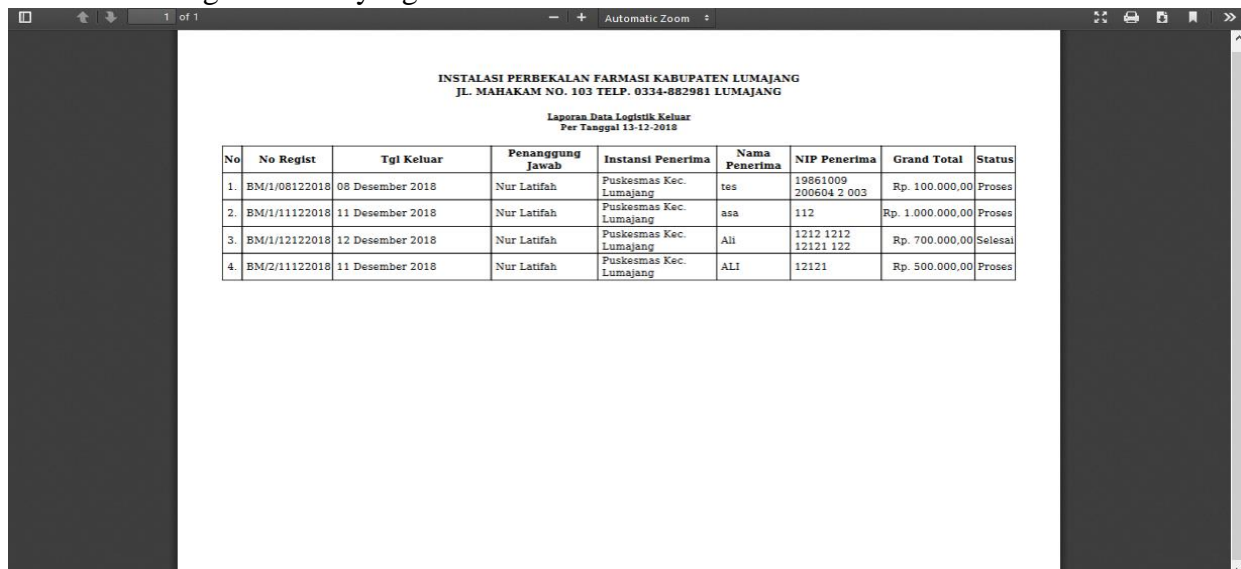 1 of 1
Automatic Zoom
INSTALASI PERBEKALAN FARMASI KABUPATEN LUMAJANG
JL. MAHAKAM NO. 103 TELP. 0334-882981 LUMAJANG
Laporan Data Logistik Keluar
Per Tanggal 13-12-2018
No No Regist Tgl Keluar Penanggung Jawab Instansi Penerima Nama Penerima NIP Penerima Grand Total Status
1. BM/1/08122018 08 Desember 2018 Nur Latifah Puskesmas Kec. Lumajang tes 19861009 200604 2 003 Rp. 100.000,00 Proses
2. BM/1/11122018 11 Desember 2018 Nur Latifah Puskesmas Kec. Lumajang asa 112 Rp. 1.000.000,00 Proses
3. BM/1/12122018 12 Desember 2018 Nur Latifah Puskesmas Kec. Lumajang Ali 1212 1212 12121 122 Rp. 700.000,00 Selesai
4. BM/2/11122018 11 Desember 2018 Nur Latifah Puskesmas Kec. Lumajang ALI 12121 Rp. 500.000,00 Proses